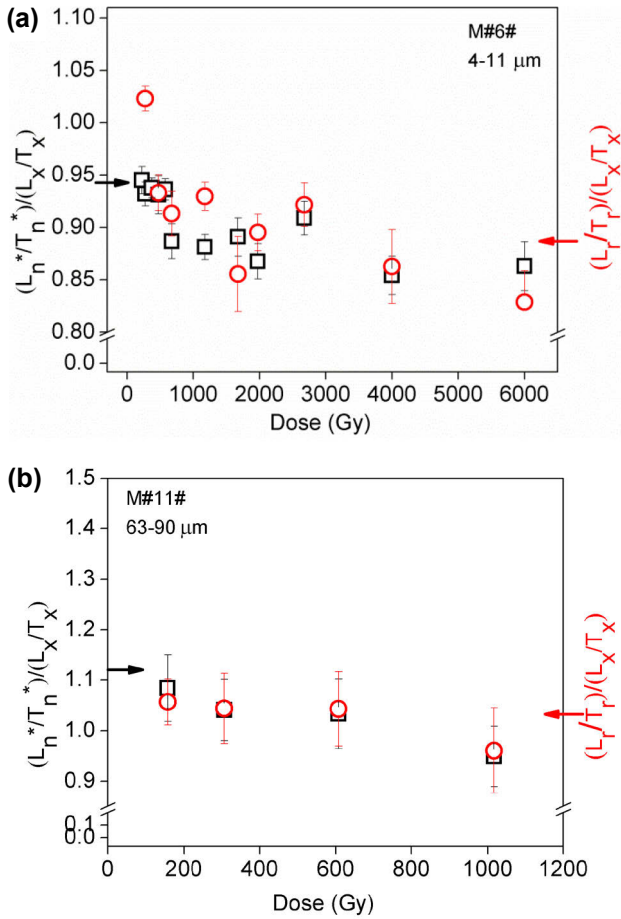 (a)
1.10
1.05
1.00
0.95
0.90
0.85
0.80
0.0
(Ln*/Tn*)/(Lx/Tx)
M#6#
4-11 μm
(Lr/Tr)/(Lx/Tx)
0 1000 2000 3000 4000 5000 6000
Dose (Gy)
(b)
1.5
1.4
1.3
1.2
1.1
1.0
0.9
0.1
0.0
(Ln*/Tn*)/(Lx/Tx)
M#11#
63-90 μm
(Lr/Tr)/(Lx/Tx)
0 200 400 600 800 1000 1200
Dose (Gy)